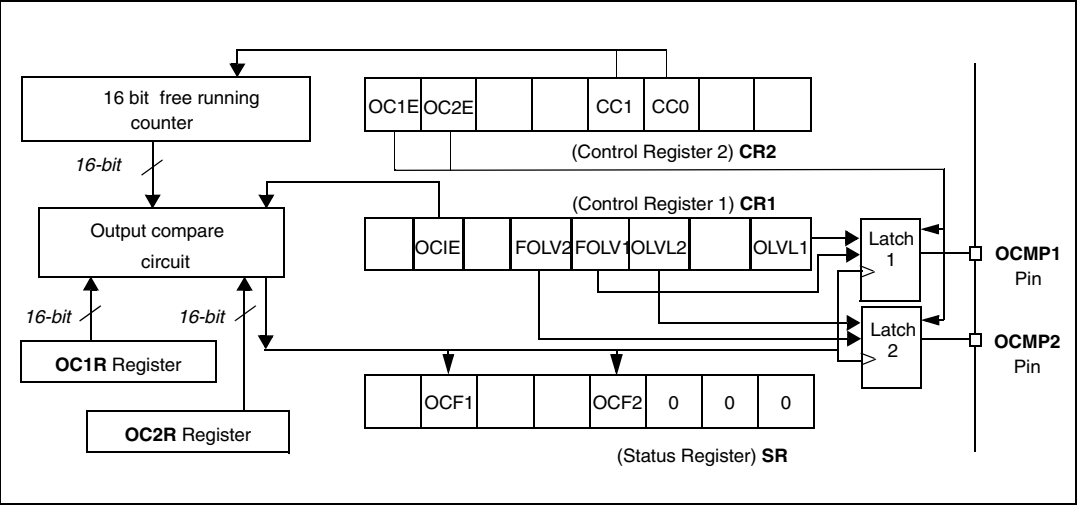 16 bit free running
counter
OC1E OC2E CC1 CC0
(Control Register 2) CR2
16-bit
(Control Register 1) CR1
Output compare
circuit
OCIE FOLV2 FOLV1 OLVL2 OLVL1
Latch
1
OCMP1
Pin
16-bit
16-bit
Latch
2
OCMP2
Pin
OC1R Register
OCF1 OCF2 0 0 0
OC2R Register
(Status Register) SR